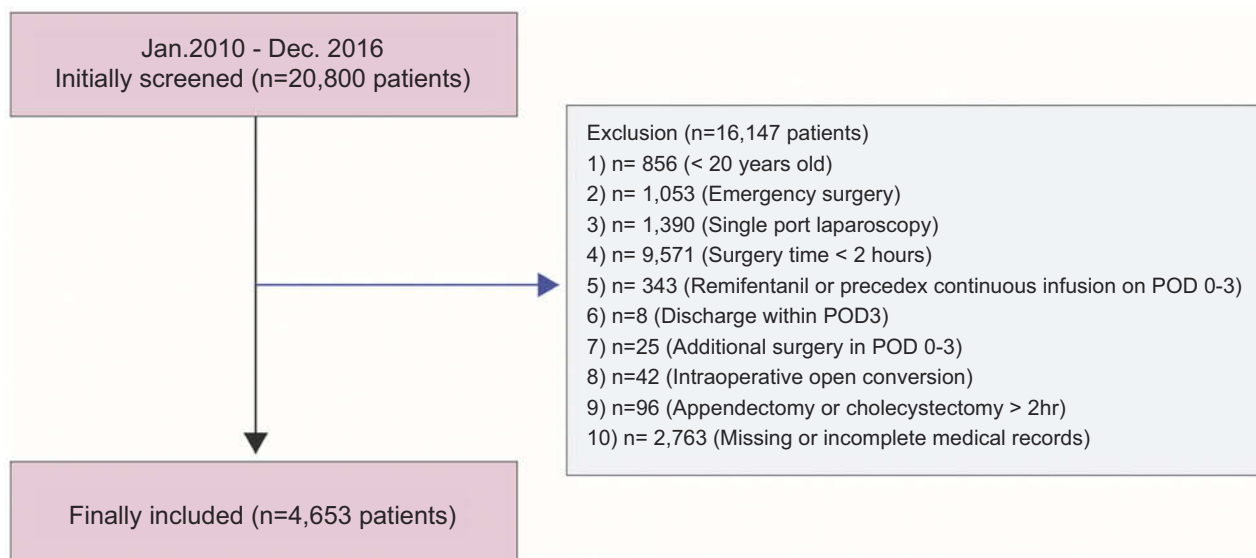 Jan.2010 - Dec. 2016
Initially screened (n=20,800 patients)
Exclusion (n=16,147 patients)
1) n= 856 (< 20 years old)
2) n= 1,053 (Emergency surgery)
3) n= 1,390 (Single port laparoscopy)
4) n= 9,571 (Surgery time < 2 hours)
5) n= 343 (Remifentanil or precedex continuous infusion on POD 0-3)
6) n=8 (Discharge within POD3)
7) n=25 (Additional surgery in POD 0-3)
8) n=42 (Intraoperative open conversion)
9) n=96 (Appendectomy or cholecystectomy > 2hr)
10) n= 2,763 (Missing or incomplete medical records)
Finally included (n=4,653 patients)